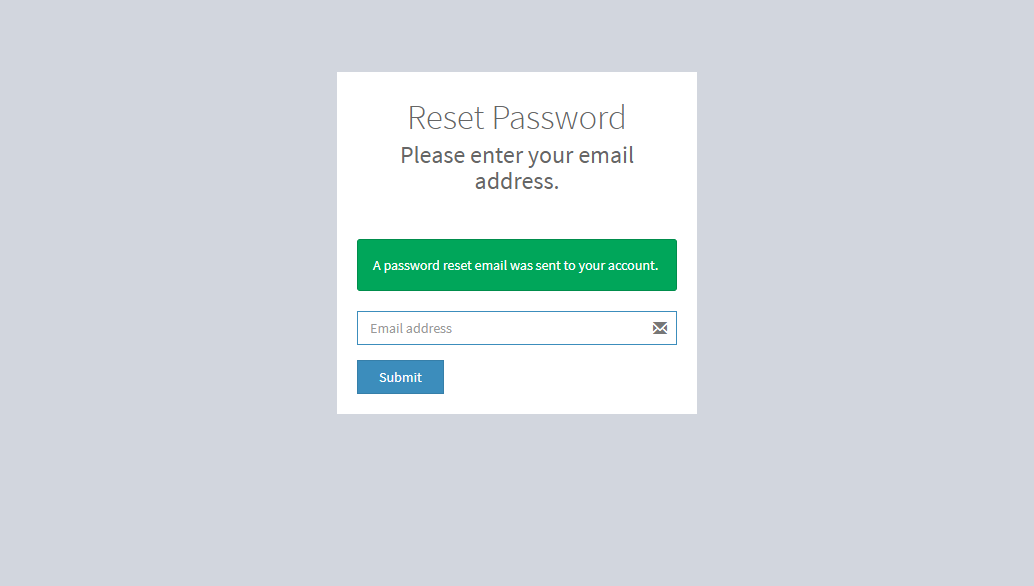 Reset Password
Please enter your email
address.
A password reset email was sent to your account.
Email address
Submit